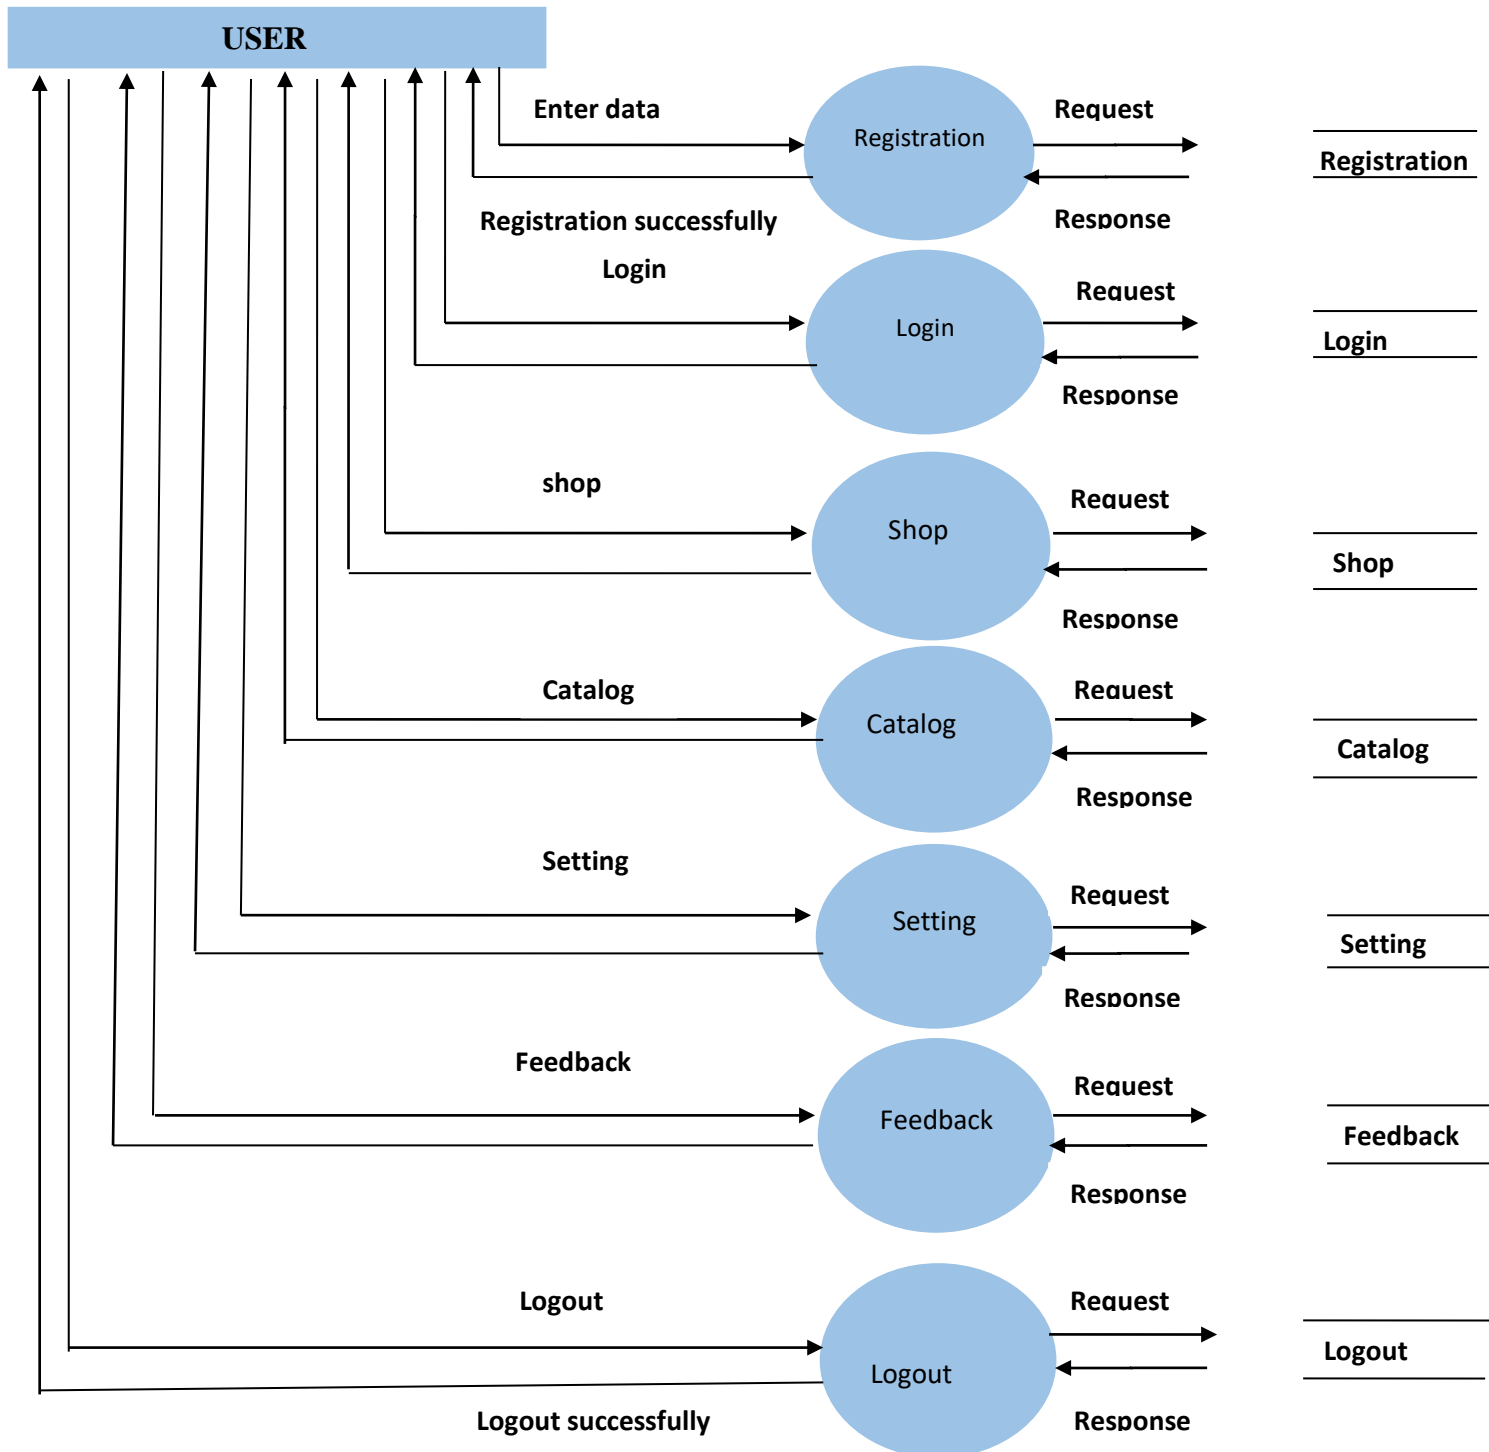 USER
Enter data
Request
Registration
Registration
Response
Registration successfully
Login
Request
Login
Login
Response
shop
Request
Shop
Shop
Response
Catalog
Request
Catalog
Catalog
Response
Setting
Request
Setting
Setting
Response
Feedback
Request
Feedback
Feedback
Response
Logout
Request
Logout
Logout
Logout successfully
Response